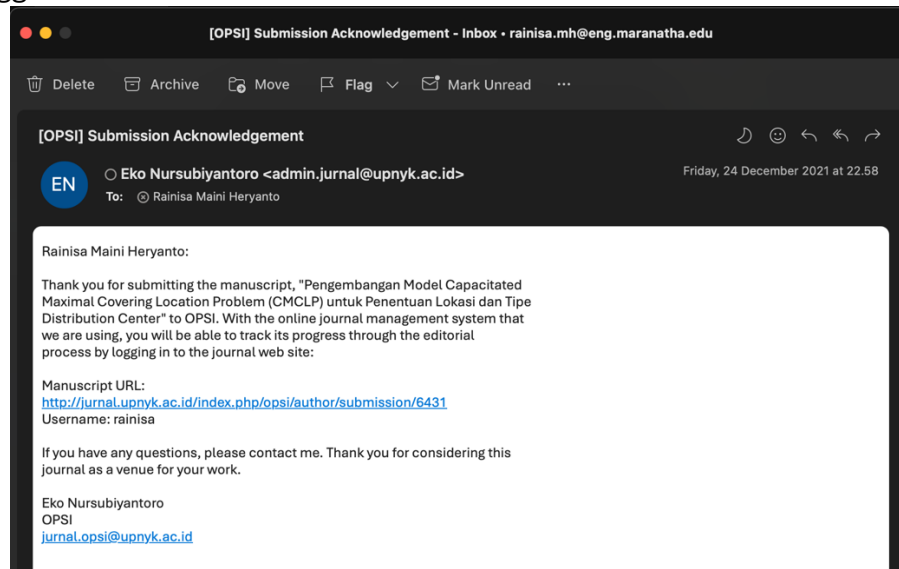 [OPSI] Submission Acknowledgement - Inbox • rainisa.mh@eng.maranatha.edu
Delete Archive Move Flag Mark Unread ...
[OPSI] Submission Acknowledgement
EN Eko Nursubiyantoro <admin.jurnal@upnyk.ac.id> Friday, 24 December 2021 at 22.58
To: Rainisa Maini Heryanto
Rainisa Maini Heryanto:
Thank you for submitting the manuscript, "Pengembangan Model Capacitated
Maximal Covering Location Problem (CMCLP) untuk Penentuan Lokasi dan Tipe
Distribution Center" to OPSI. With the online journal management system that
we are using, you will be able to track its progress through the editorial
process by logging in to the journal web site:
Manuscript URL:
http://jurnal.upnyk.ac.id/index.php/opsi/author/submission/6431
Username: rainisa
If you have any questions, please contact me. Thank you for considering this
journal as a venue for your work.
Eko Nursubiyantoro
OPSI
jurnal.opsi@upnyk.ac.id